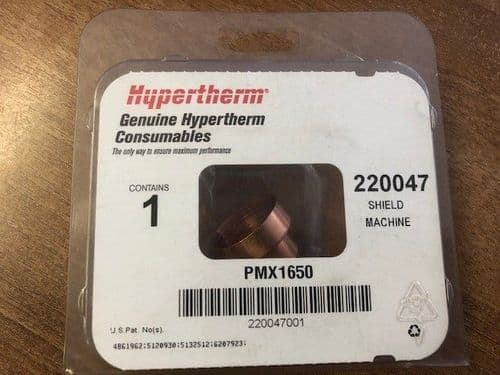 Hypertherm®
Genuine Hypertherm
Consumables
The only way to ensure maximum performance
CONTAINS
1
220047
SHIELD
MACHINE
PMX1650
220047001
U.S.Pat. No(s).
4861962;5120930;5132512;6207923;